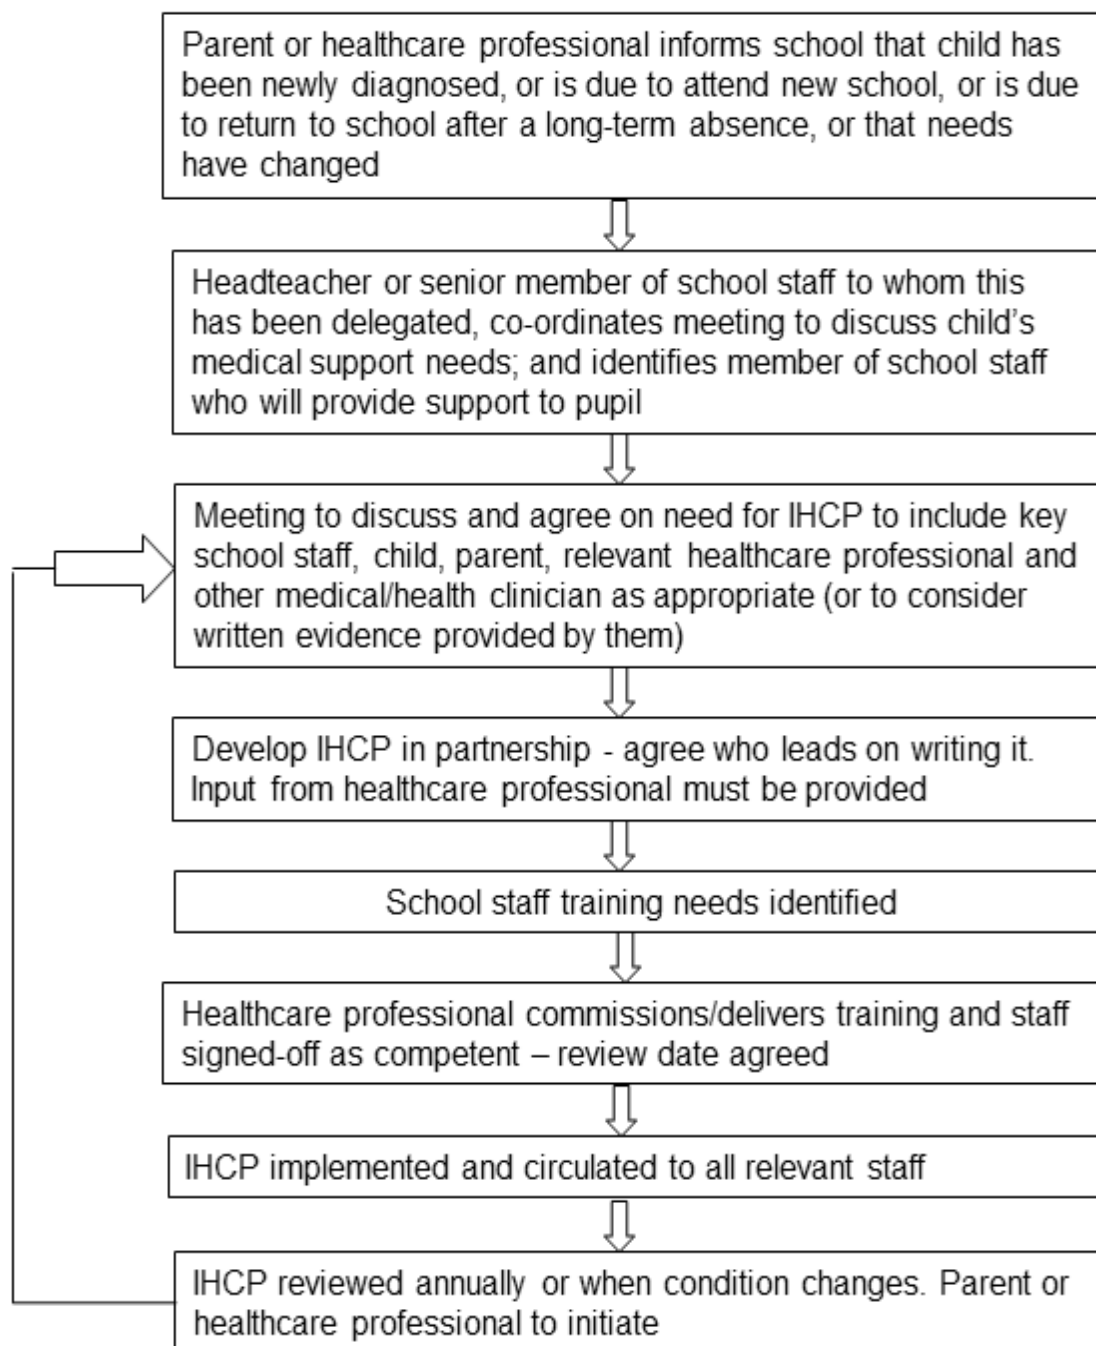 Parent or healthcare professional informs school that child has
been newly diagnosed, or is due to attend new school, or is due
to return to school after a long-term absence, or that needs
have changed
Headteacher or senior member of school staff to whom this
has been delegated, co-ordinates meeting to discuss child's
medical support needs; and identifies member of school staff
who will provide support to pupil
Meeting to discuss and agree on need for IHCP to include key
school staff, child, parent, relevant healthcare professional and
other medical/health clinician as appropriate (or to consider
written evidence provided by them)
Develop IHCP in partnership - agree who leads on writing it.
Input from healthcare professional must be provided
School staff training needs identified
Healthcare professional commissions/delivers training and staff
signed-off as competent – review date agreed
IHCP implemented and circulated to all relevant staff
IHCP reviewed annually or when condition changes. Parent or
healthcare professional to initiate